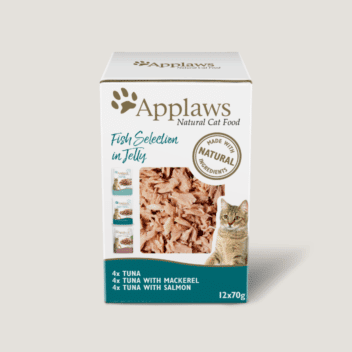 Applaws
Natural Cat Food
Fish Selection
in Jelly
MADE WITH
NATURAL
INGREDIENTS
4x TUNA
4x TUNA WITH MACKEREL
4x TUNA WITH SALMON
12x70g